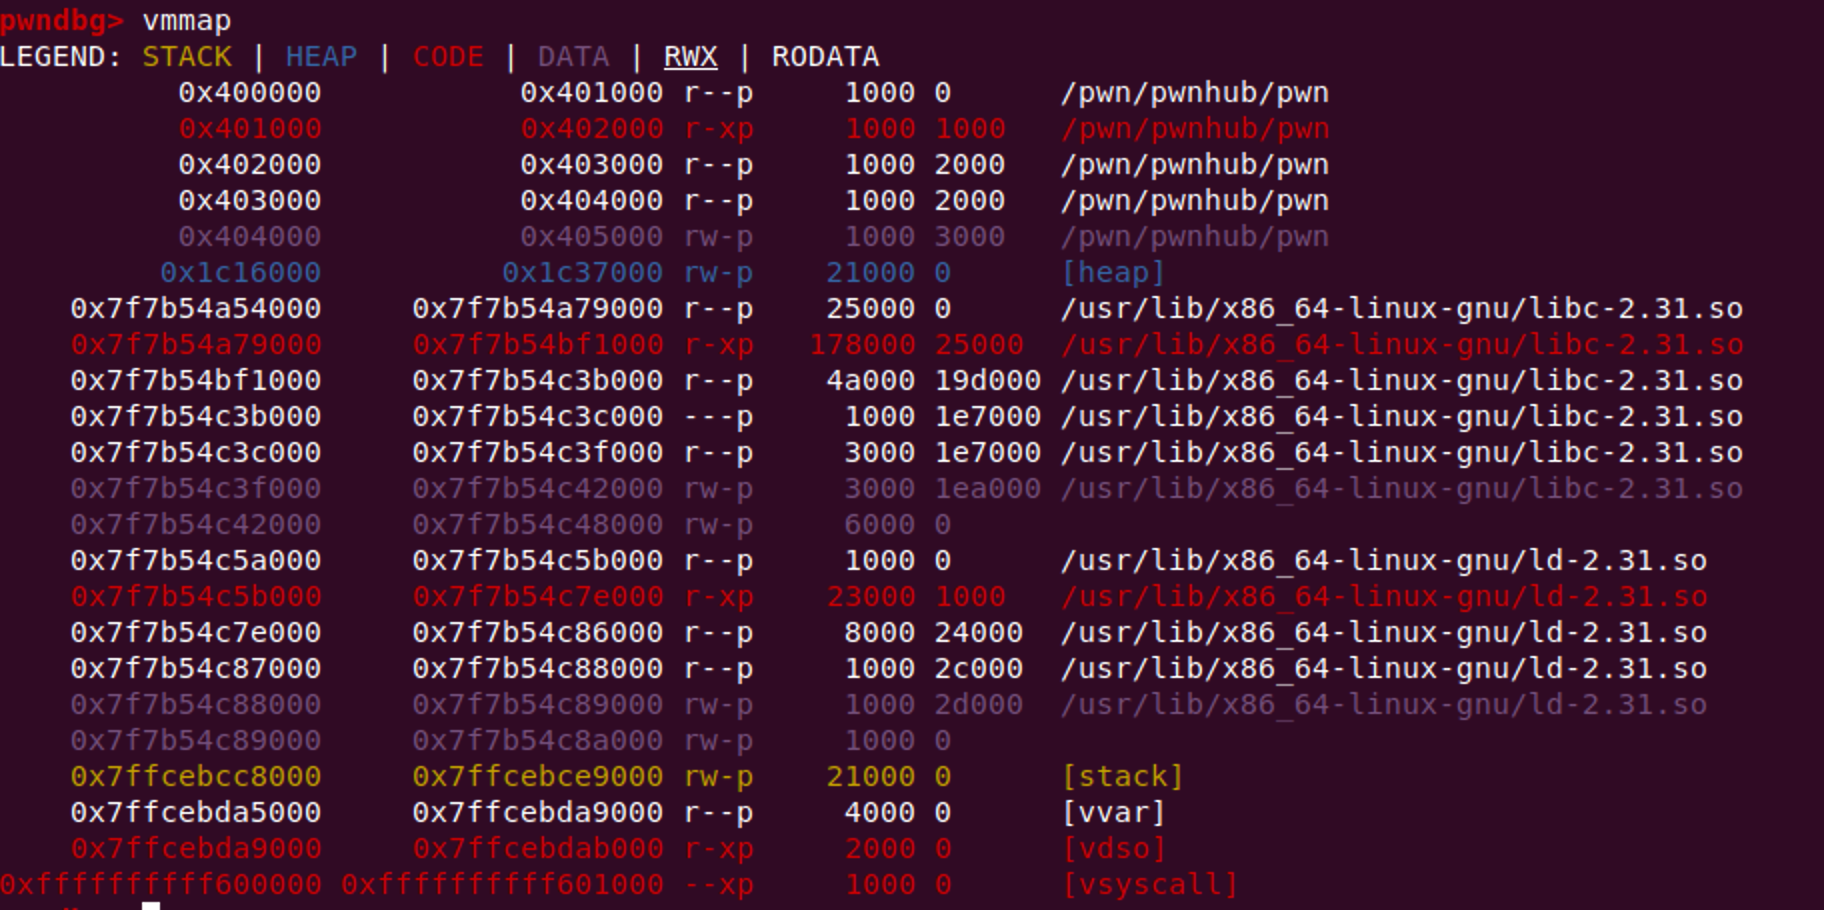 pwndbg> vmmap
LEGEND: STACK | HEAP | CODE | DATA | RWX | RODATA
0x400000 0x401000 r--p 1000 0 /pwn/pwnhub/pwn
0x401000 0x402000 r-xp 1000 1000 /pwn/pwnhub/pwn
0x402000 0x403000 r--p 1000 2000 /pwn/pwnhub/pwn
0x403000 0x404000 r--p 1000 2000 /pwn/pwnhub/pwn
0x404000 0x405000 rw-p 1000 3000 /pwn/pwnhub/pwn
0x1c16000 0x1c37000 rw-p 21000 0 [heap]
0x7f7b54a54000 0x7f7b54a79000 r--p 25000 0 /usr/lib/x86_64-linux-gnu/libc-2.31.so
0x7f7b54a79000 0x7f7b54bf1000 r-xp 178000 25000 /usr/lib/x86_64-linux-gnu/libc-2.31.so
0x7f7b54bf1000 0x7f7b54c3b000 r--p 4a000 19d000 /usr/lib/x86_64-linux-gnu/libc-2.31.so
0x7f7b54c3b000 0x7f7b54c3c000 ---p 1000 1e7000 /usr/lib/x86_64-linux-gnu/libc-2.31.so
0x7f7b54c3c000 0x7f7b54c3f000 r--p 3000 1e7000 /usr/lib/x86_64-linux-gnu/libc-2.31.so
0x7f7b54c3f000 0x7f7b54c42000 rw-p 3000 1ea000 /usr/lib/x86_64-linux-gnu/libc-2.31.so
0x7f7b54c42000 0x7f7b54c48000 rw-p 6000 0
0x7f7b54c5a000 0x7f7b54c5b000 r--p 1000 0 /usr/lib/x86_64-linux-gnu/ld-2.31.so
0x7f7b54c5b000 0x7f7b54c7e000 r-xp 23000 1000 /usr/lib/x86_64-linux-gnu/ld-2.31.so
0x7f7b54c7e000 0x7f7b54c86000 r--p 8000 24000 /usr/lib/x86_64-linux-gnu/ld-2.31.so
0x7f7b54c87000 0x7f7b54c88000 r--p 1000 2c000 /usr/lib/x86_64-linux-gnu/ld-2.31.so
0x7f7b54c88000 0x7f7b54c89000 rw-p 1000 2d000 /usr/lib/x86_64-linux-gnu/ld-2.31.so
0x7f7b54c89000 0x7f7b54c8a000 rw-p 1000 0
0x7ffcebcc8000 0x7ffcebce9000 rw-p 21000 0 [stack]
0x7ffcebda5000 0x7ffcebda9000 r--p 4000 0 [vvar]
0x7ffcebda9000 0x7ffcebdab000 r-xp 2000 0 [vdso]
0xffffffffff600000 0xffffffffff601000 --xp 1000 0 [vsyscall]